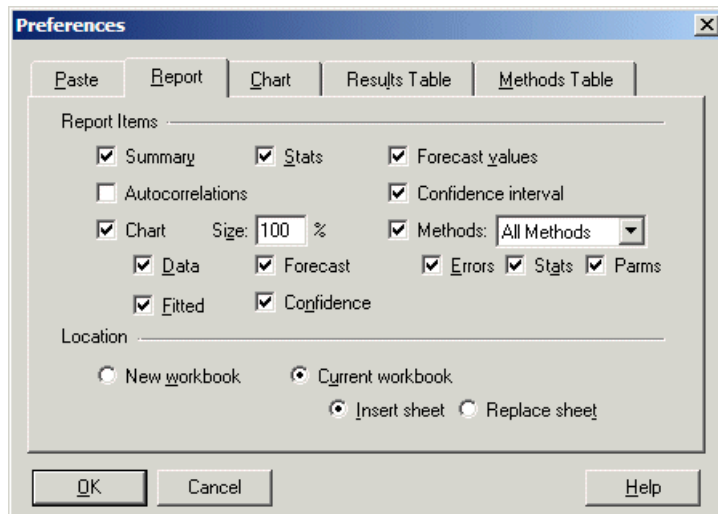 Preferences
Paste Report Chart Results Table Methods Table
Report Items
Summary Stats Forecast values
Autocorrelations Confidence interval
Chart Size: 100 % Methods: All Methods
Data Forecast Errors Stats Parms
Fitted Confidence
Location
New workbook Current workbook
Insert sheet Replace sheet
OK Cancel Help